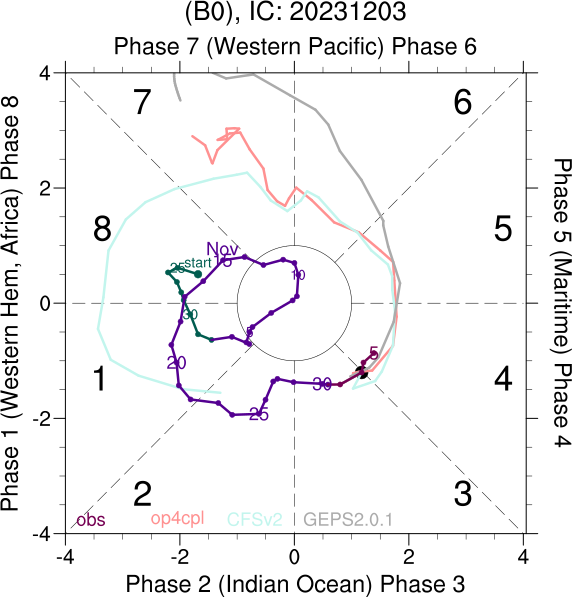 (B0), IC: 20231203
Phase 7 (Western Pacific) Phase 6
4
7
6
Phase 1 (Western Hem, Africa) Phase 8
Phase 5 (Maritime) Phase 4
2
8
5
Nov
15
25
start
10
0
30
5
5
20
1
4
30
25
-2
2
3
obs
op4cpl
CFSv2
GEPS2.0.1
-4
-4
-2
0
2
4
Phase 2 (Indian Ocean) Phase 3